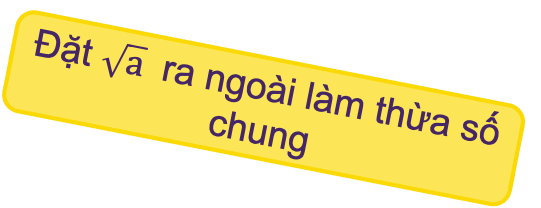 Đặt √a ra ngoài làm thừa số
chung